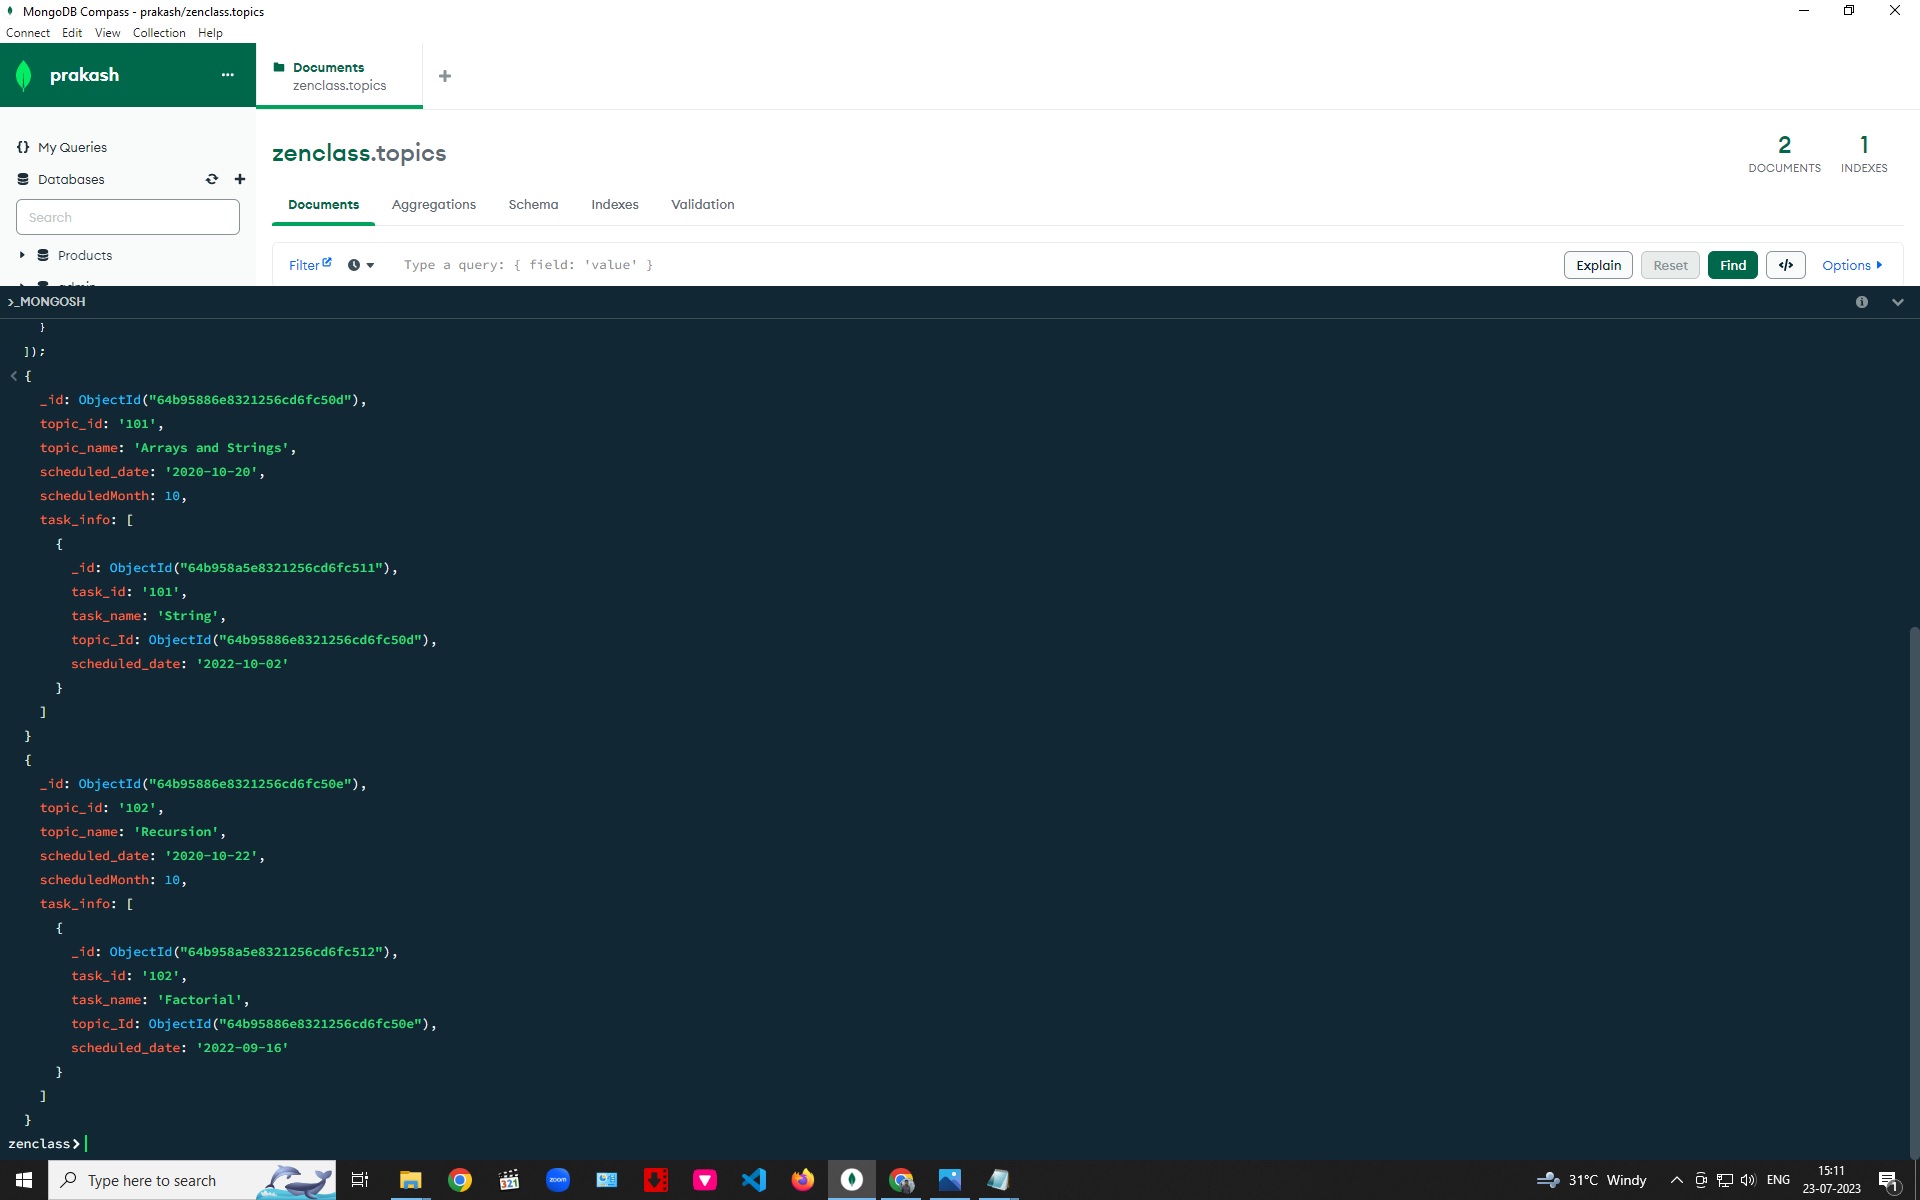 MongoDB Compass - prakash/zenclass.topics
Connect Edit View Collection Help
prakash ...
Documents
zenclass.topics
+
{} My Queries
Databases
Search
Products
admin
zenclass.topics
2
DOCUMENTS
1
INDEXES
Documents Aggregations Schema Indexes Validation
Filter Type a query: { field: 'value' } Explain Reset Find </> Options
>_MONGOSH
}
]);
< {
_id: ObjectId("64b95886e8321256cd6fc50d"),
topic_id: '101',
topic_name: 'Arrays and Strings',
scheduled_date: '2020-10-20',
scheduledMonth: 10,
task_info: [
{
_id: ObjectId("64b958a5e8321256cd6fc511"),
task_id: '101',
task_name: 'String',
topic_Id: ObjectId("64b95886e8321256cd6fc50d"),
scheduled_date: '2022-10-02'
}
]
}
{
_id: ObjectId("64b95886e8321256cd6fc50e"),
topic_id: '102',
topic_name: 'Recursion',
scheduled_date: '2020-10-22',
scheduledMonth: 10,
task_info: [
{
_id: ObjectId("64b958a5e8321256cd6fc512"),
task_id: '102',
task_name: 'Factorial',
topic_Id: ObjectId("64b95886e8321256cd6fc50e"),
scheduled_date: '2022-09-16'
}
]
}
zenclass>
Type here to search
321
zoom
31°C Windy
ENG
15:11
23-07-2023
1